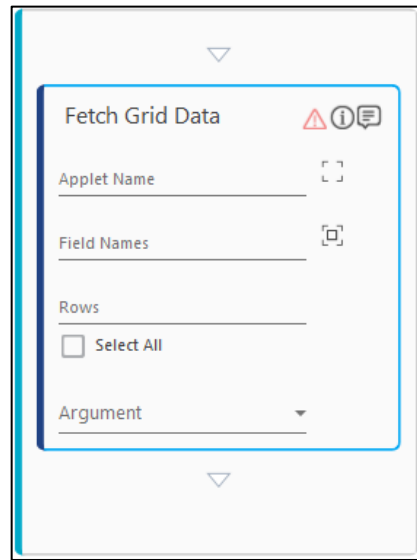 Fetch Grid Data
Applet Name
Field Names
Rows
Select All
Argument